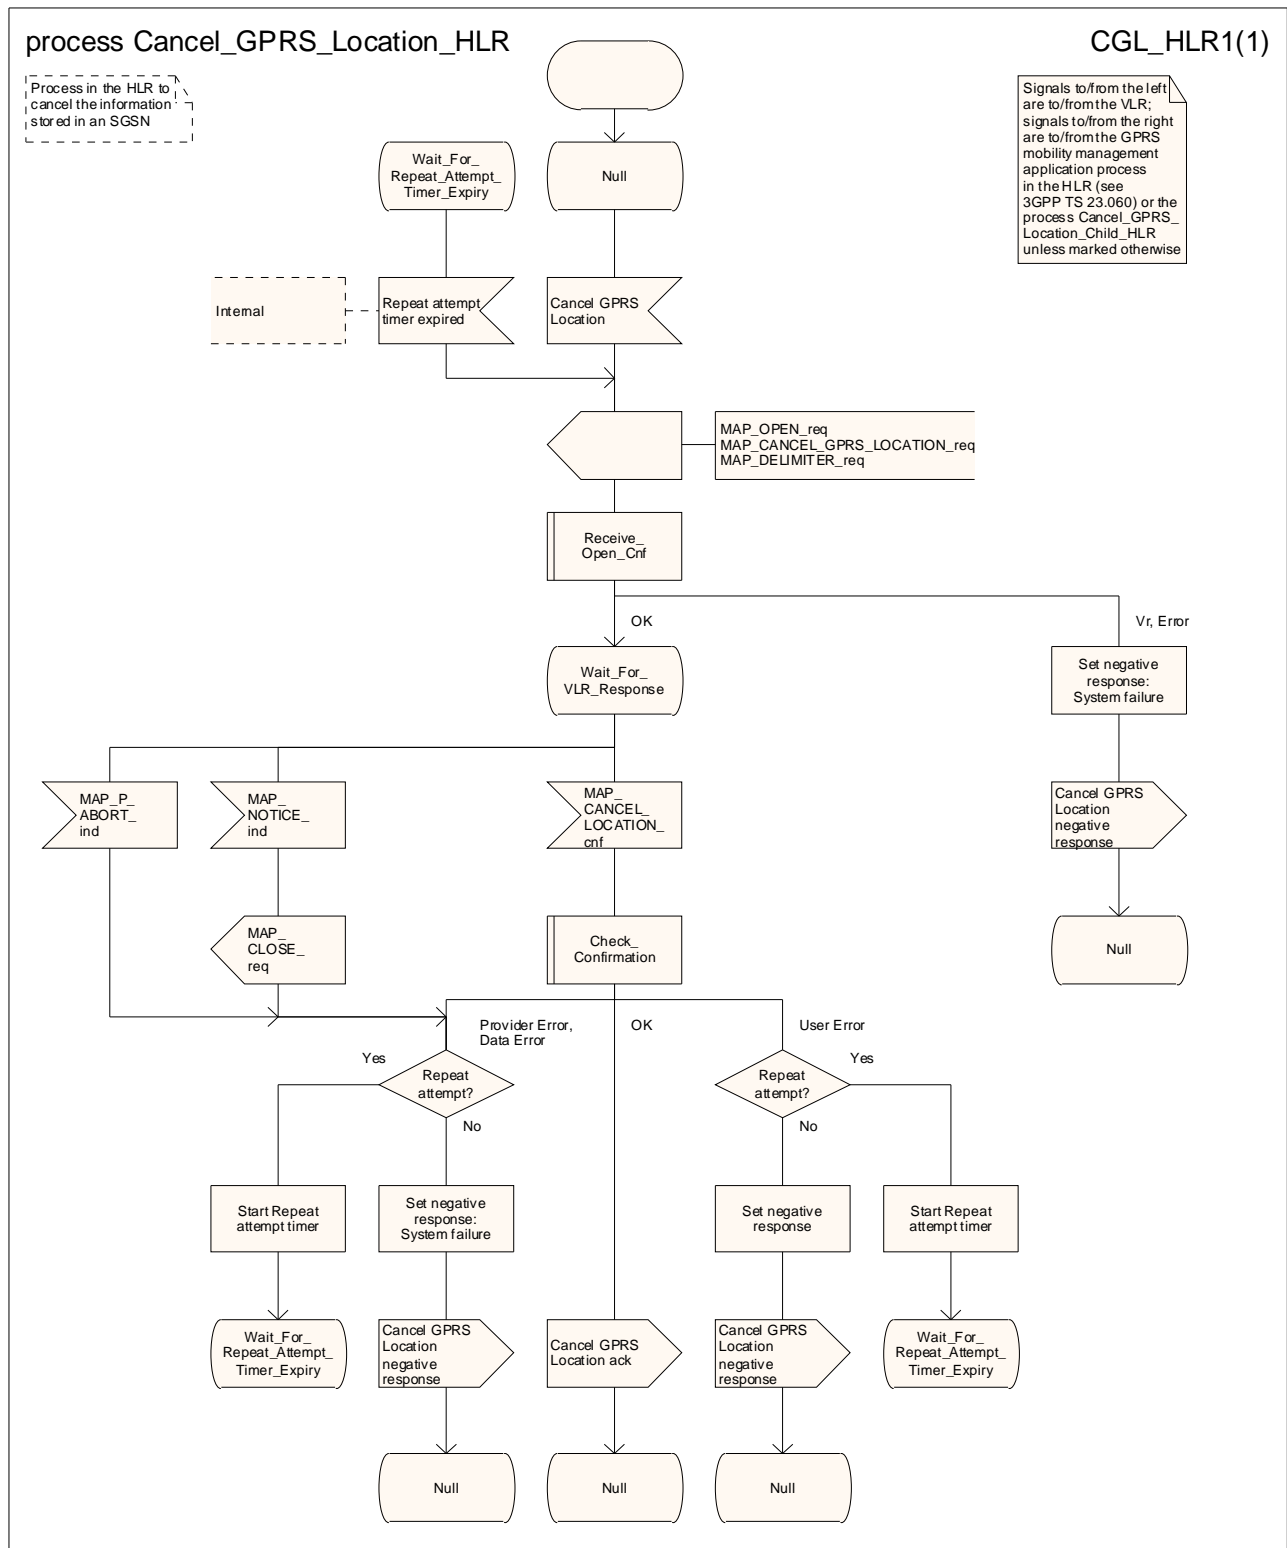 process Cancel_GPRS_Location_HLR
CGL_HLR1(1)
Process in the HLR to
cancel the information
stored in an SGSN
Signals to/from the left
are to/from the VLR;
signals to/from the right
are to/from the GPRS
mobility management
application process
in the HLR (see
3GPP TS 23.060) or the
process Cancel_GPRS_
Location_Child_HLR
unless marked otherwise
Wait_For_
Repeat_Attempt_
Timer_Expiry
Null
Internal
Repeat attempt
timer expired
Cancel GPRS
Location
MAP_OPEN_req
MAP_CANCEL_GPRS_LOCATION_req
MAP_DELIMITER_req
Receive_
Open_Cnf
OK
Vr, Error
Wait_For_
VLR_Response
Set negative
response:
System failure
MAP_P_
ABORT_
ind
MAP_
NOTICE_
ind
MAP_
CANCEL_
LOCATION_
cnf
Cancel GPRS
Location
negative
response
MAP_
CLOSE_
req
Check_
Confirmation
Null
Provider Error,
Data Error
OK
User Error
Yes
Repeat
attempt?
No
Repeat
attempt?
Yes
No
Start Repeat
attempt timer
Set negative
response:
System failure
Set negative
response
Start Repeat
attempt timer
Wait_For_
Repeat_Attempt_
Timer_Expiry
Cancel GPRS
Location
negative
response
Cancel GPRS
Location ack
Cancel GPRS
Location
negative
response
Wait_For_
Repeat_Attempt_
Timer_Expiry
Null
Null
Null